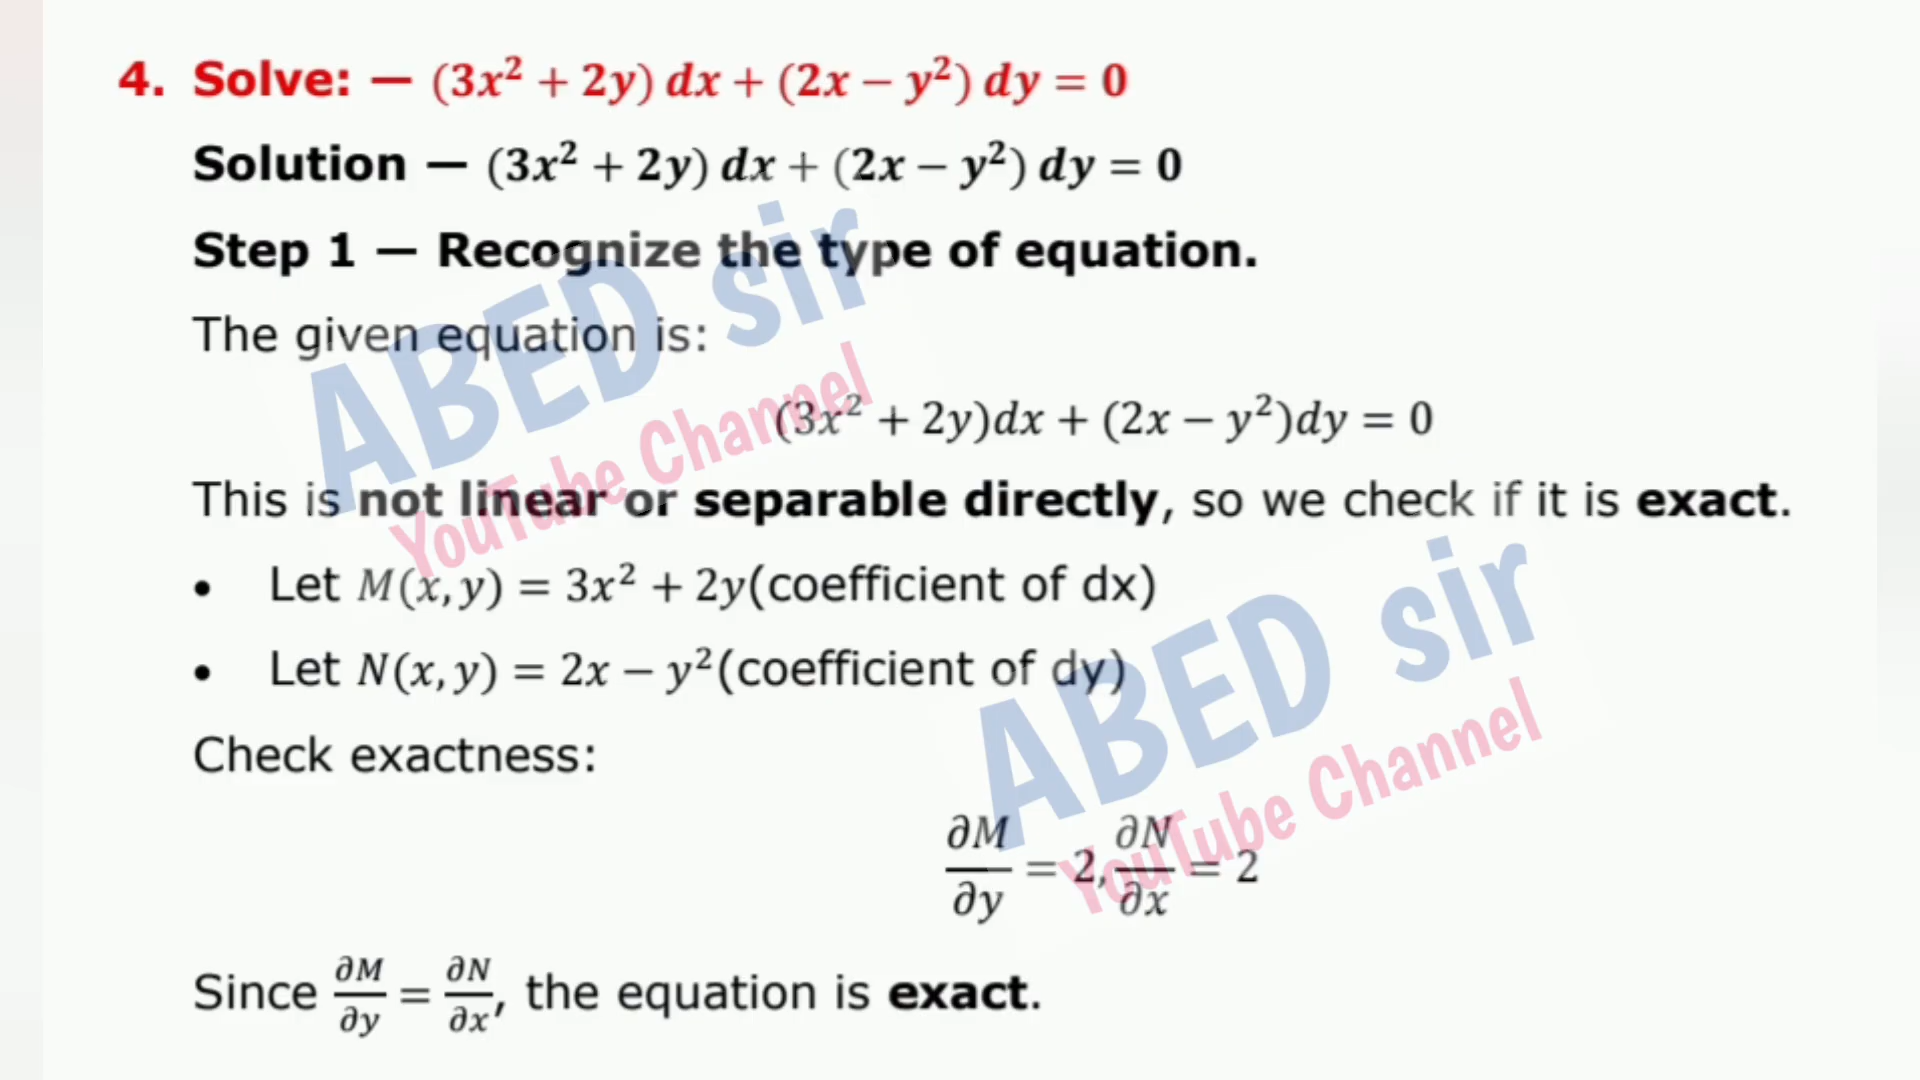 4. Solve: — (3x² + 2y) dx + (2x − y²) dy = 0
Solution — (3x² + 2y) dx + (2x − y²) dy = 0
Step 1 — Recognize the type of equation.
The given equation is:
(3x² + 2y)dx + (2x − y²)dy = 0
This is not linear or separable directly, so we check if it is exact.
• Let M(x, y) = 3x² + 2y(coefficient of dx)
• Let N(x, y) = 2x − y²(coefficient of dy)
Check exactness:
∂M/∂y = 2, ∂N/∂x = 2
Since ∂M/∂y = ∂N/∂x, the equation is exact.
ABED sir
YouTube Channel
ABED sir
YouTube Channel